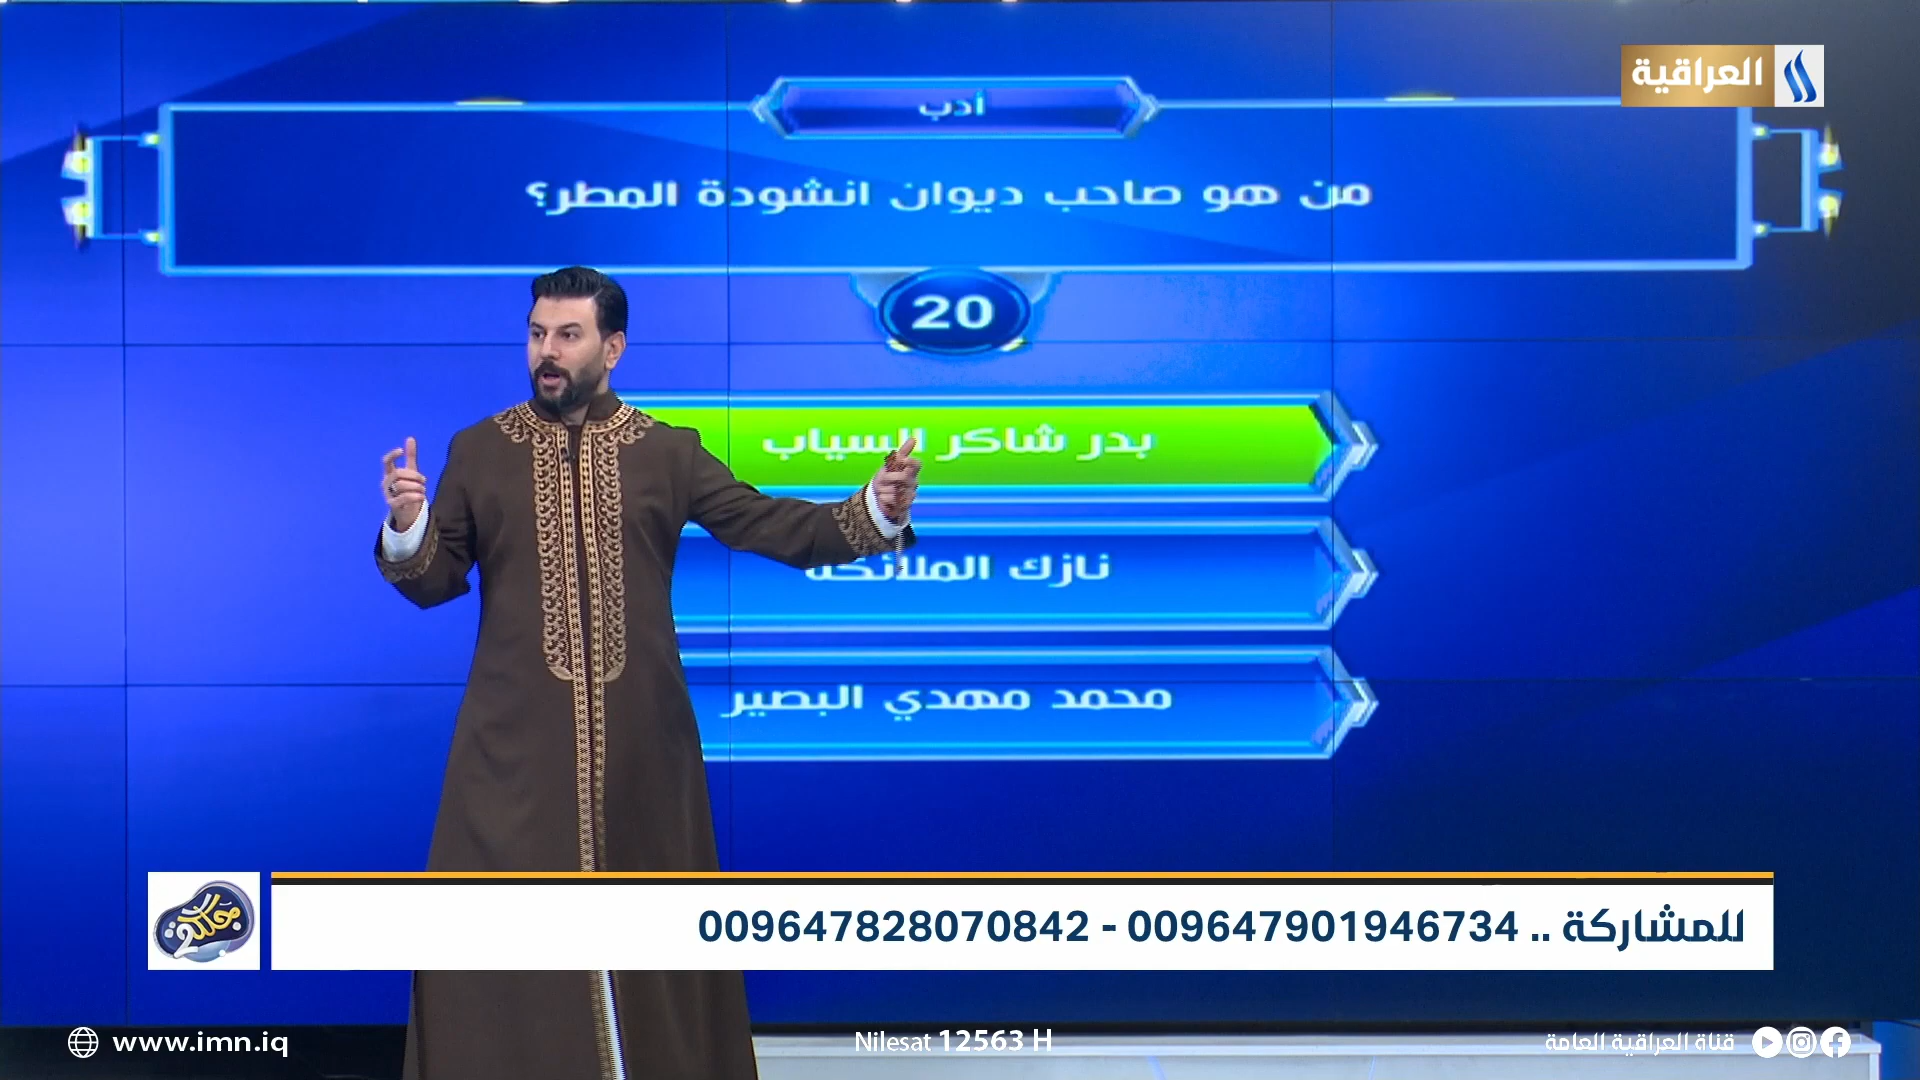 العراقية
أدب
من هو صاحب ديوان انشودة المطر؟
20
بدر شاكر السياب
نازك الملائكة
محمد مهدي البصير
للمشاركة .. 009647901946734 - 009647828070842
www.imn.iq
Nilesat 12563 H
قناة العراقية العامة